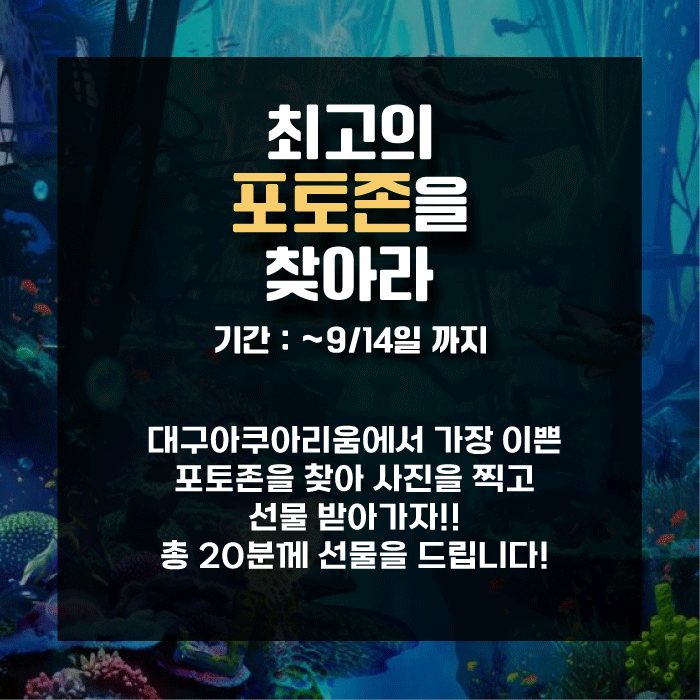 최고의
포토존을
찾아라
기간 : ~9/14일 까지
대구아쿠아리움에서 가장 이쁜
포토존을 찾아 사진을 찍고
선물 받아가자!!
총 20분께 선물을 드립니다!